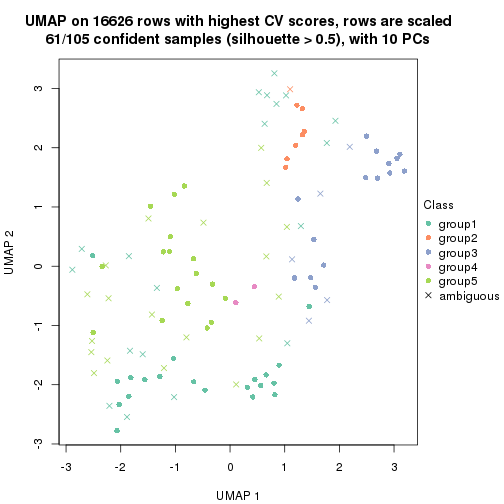 UMAP on 16626 rows with highest CV scores, rows are scaled
61/105 confident samples (silhouette > 0.5), with 10 PCs
UMAP 2
3
2
1
0
-1
-2
-3
-3 -2 -1 0 1 2 3
UMAP 1
Class
group1
group2
group3
group4
group5
ambiguous